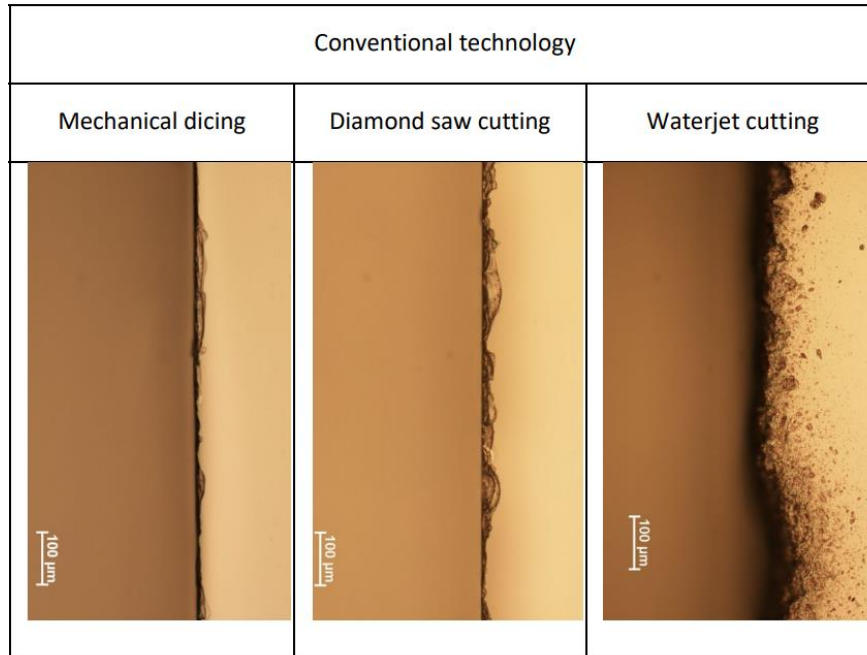 Conventional technology
Mechanical dicing
Diamond saw cutting
Waterjet cutting
100 μm
100 μm
100 μm